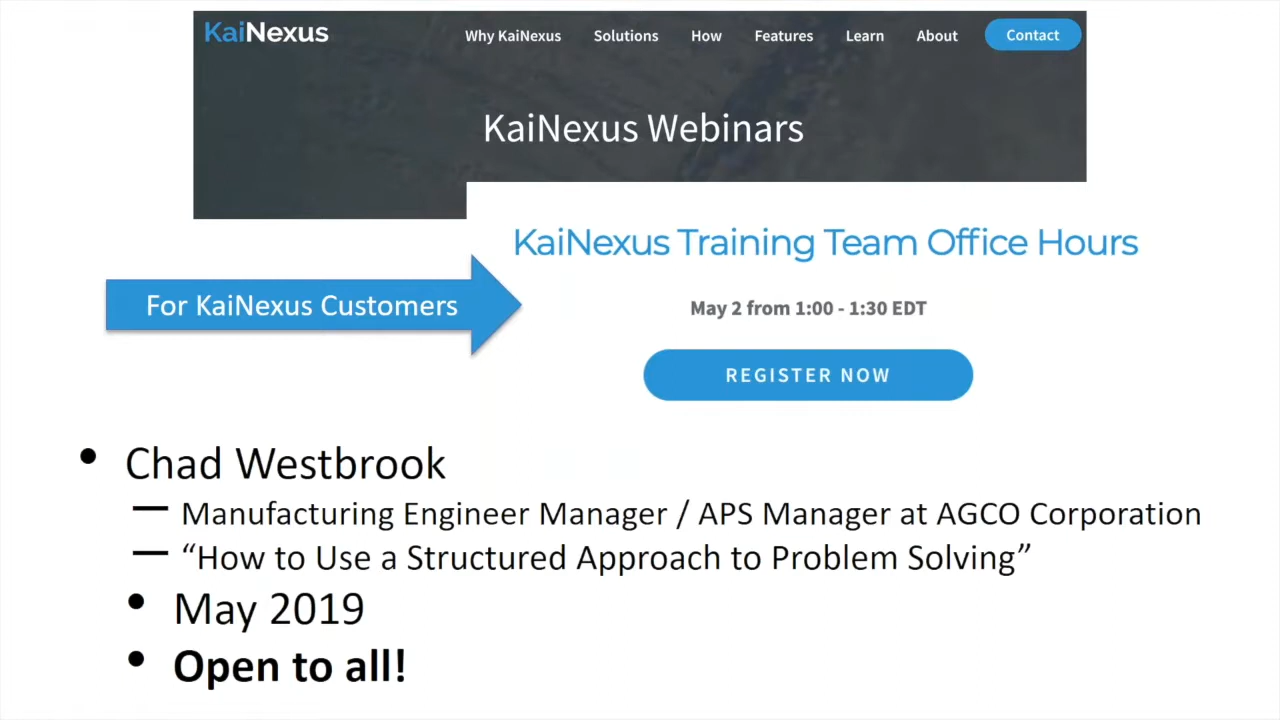 KaiNexus
Why KaiNexus Solutions How Features Learn About Contact
KaiNexus Webinars
KaiNexus Training Team Office Hours
For KaiNexus Customers
May 2 from 1:00 - 1:30 EDT
REGISTER NOW
• Chad Westbrook
— Manufacturing Engineer Manager / APS Manager at AGCO Corporation
— “How to Use a Structured Approach to Problem Solving”
• May 2019
• Open to all!